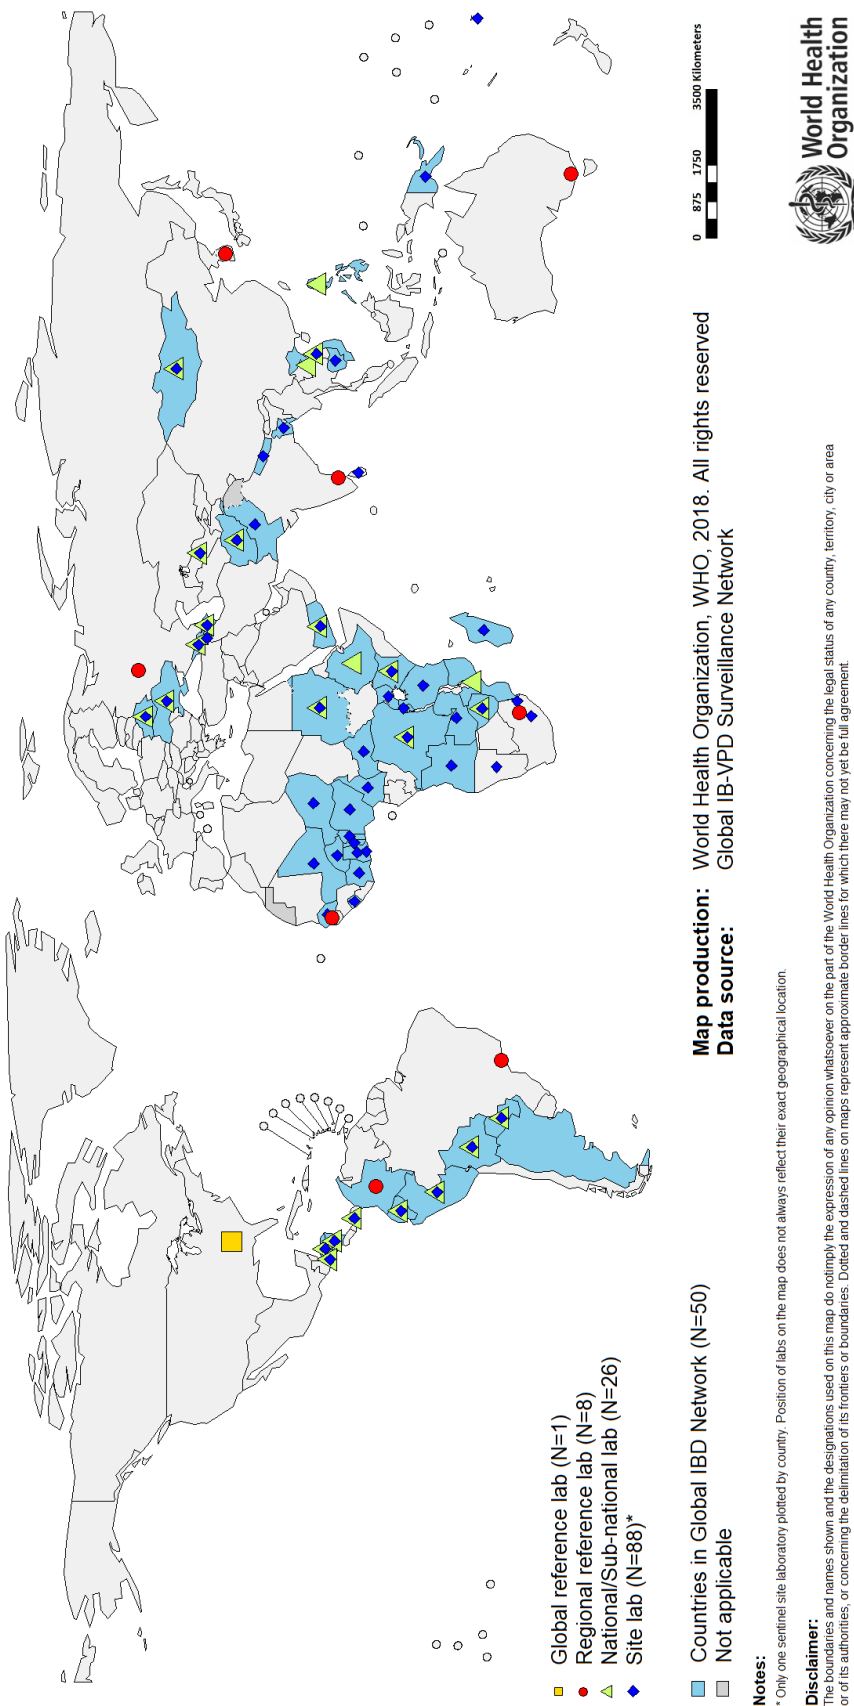 Global reference lab (N=1)
Regional reference lab (N=8)
National/Sub-national lab (N=26)
Site lab (N=88)*
Countries in Global IBD Network (N=50)
Not applicable
Map production: World Health Organization, WHO, 2018. All rights reserved
Data source: Global IB-VPD Surveillance Network
0 875 1750 3500 Kilometers
World Health
Organization
Notes:
* Only one sentinel site laboratory plotted by country. Position of labs on the map does not always reflect their exact geographical location.
Disclaimer:
The boundaries and names shown and the designations used on this map do notimply the expression of any opinion whatsoever on the part of the World Health Organization concerning the legal status of any country, territory, city or area
or of its authorities, or concerning the delimitation of its frontiers or boundaries. Dotted and dashed lines on maps represent approximate border lines for which there may not yet be full agreement.